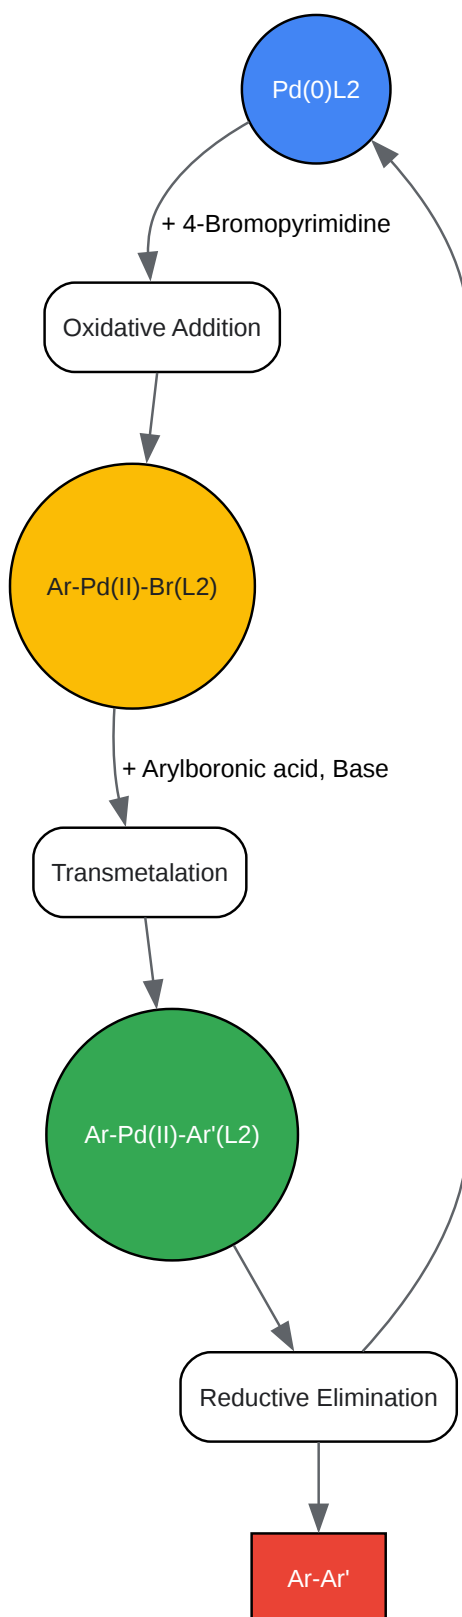 Pd(0)L2
+ 4-Bromopyrimidine
Oxidative Addition
Ar-Pd(II)-Br(L2)
+ Arylboronic acid, Base
Transmetalation
Ar-Pd(II)-Ar'(L2)
Reductive Elimination
Ar-Ar'